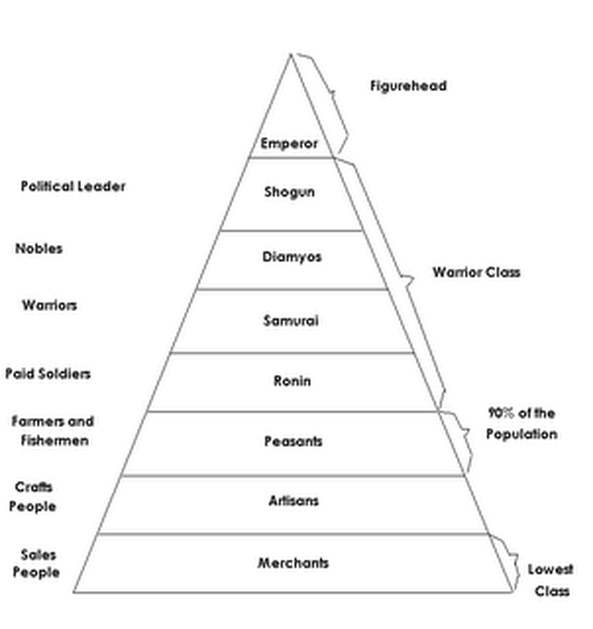 Figurehead
Emperor
Political Leader
Shogun
Nobles
Diamyos
Warrior Class
Warriors
Samurai
Paid Soldiers
Ronin
Farmers and
Fishermen
Peasants
90% of the
Population
Crafts
People
Artisans
Sales
People
Merchants
Lowest
Class